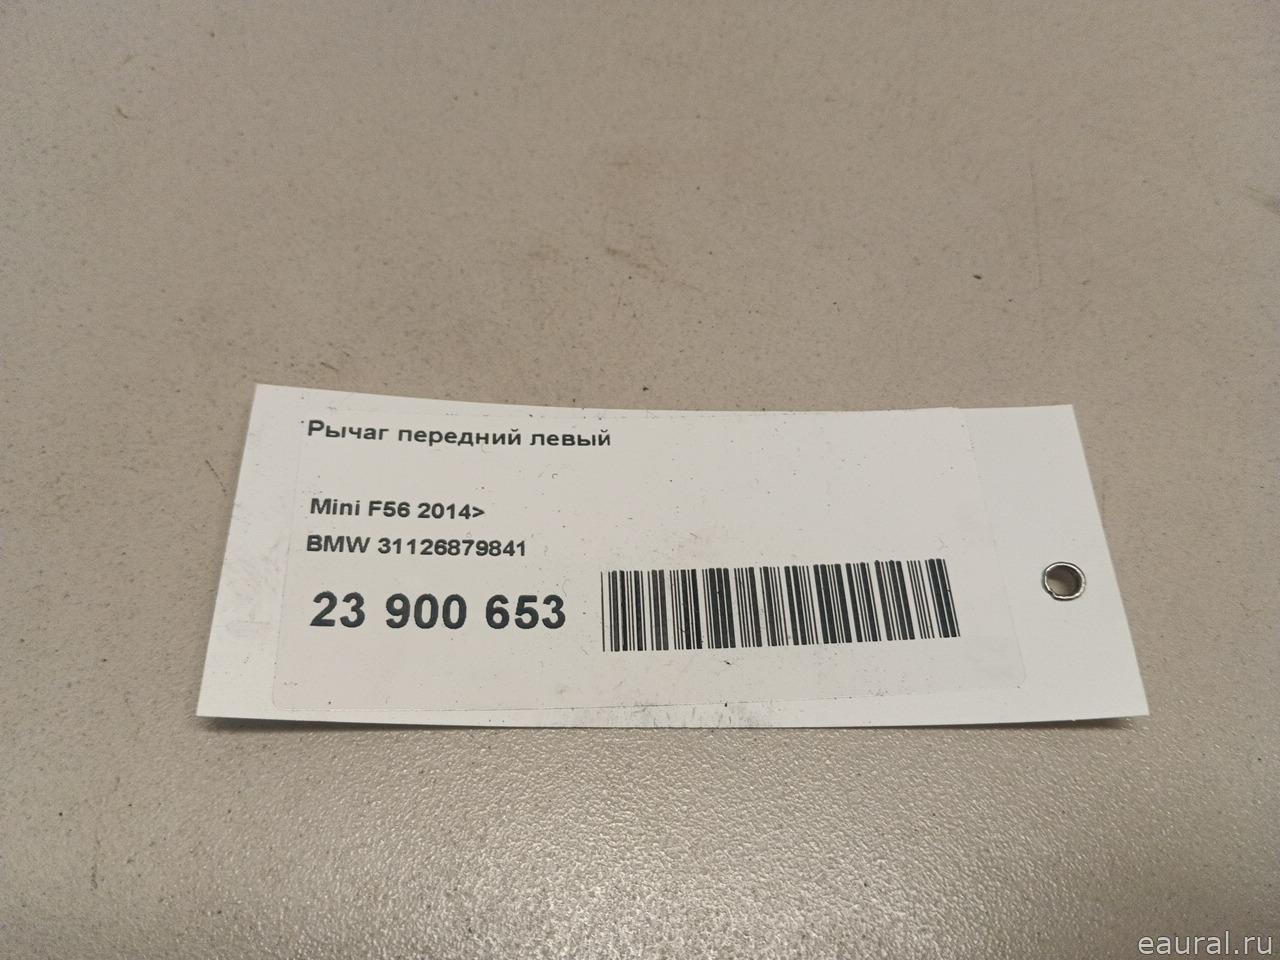 Рычаг передний левый
Mini F56 2014>
BMW 31126879841
23 900 653
eaural.ru